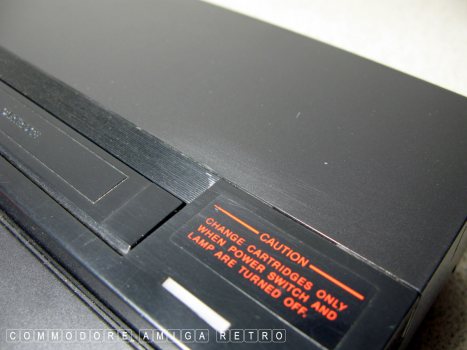 CAUTION
CHANGE CARTRIDGES ONLY
WHEN POWER SWITCH AND
LAMP ARE TURNED OFF.
COMMODORE AMIGA RETRO